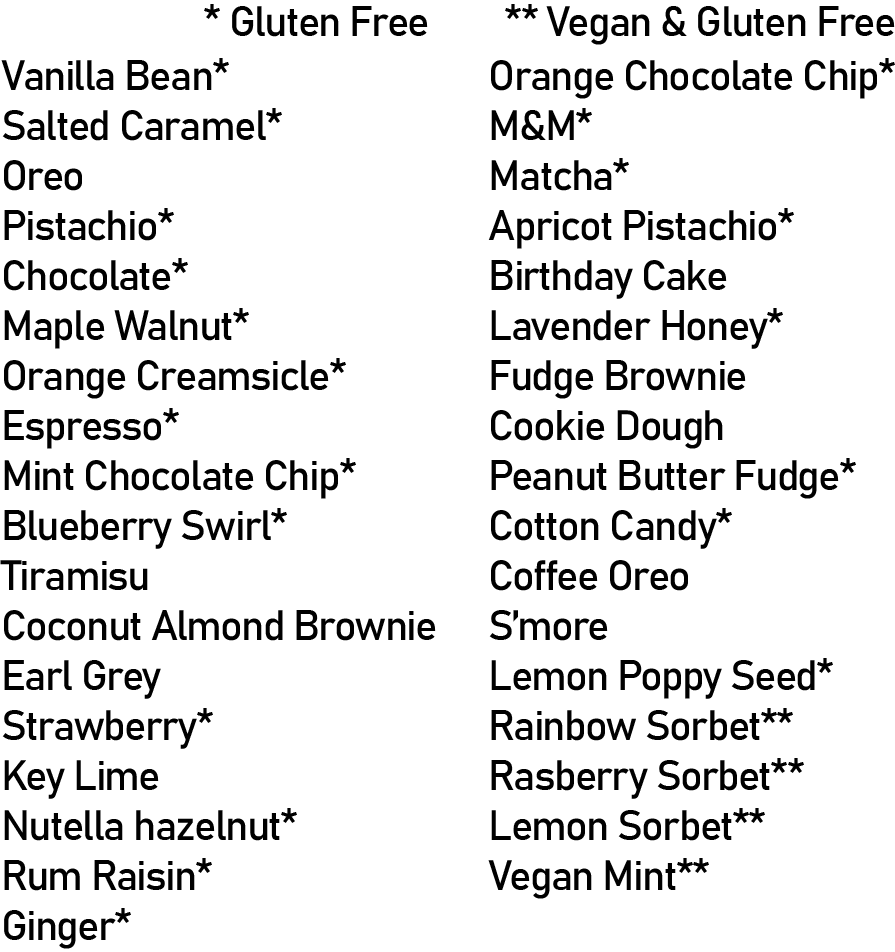 * Gluten Free
** Vegan & Gluten Free
Vanilla Bean*
Salted Caramel*
Oreo
Pistachio*
Chocolate*
Maple Walnut*
Orange Creamsicle*
Espresso*
Mint Chocolate Chip*
Blueberry Swirl*
Tiramisu
Coconut Almond Brownie
Earl Grey
Strawberry*
Key Lime
Nutella hazelnut*
Rum Raisin*
Ginger*
Orange Chocolate Chip*
M&M*
Matcha*
Apricot Pistachio*
Birthday Cake
Lavender Honey*
Fudge Brownie
Cookie Dough
Peanut Butter Fudge*
Cotton Candy*
Coffee Oreo
S’more
Lemon Poppy Seed*
Rainbow Sorbet**
Rasberry Sorbet**
Lemon Sorbet**
Vegan Mint**